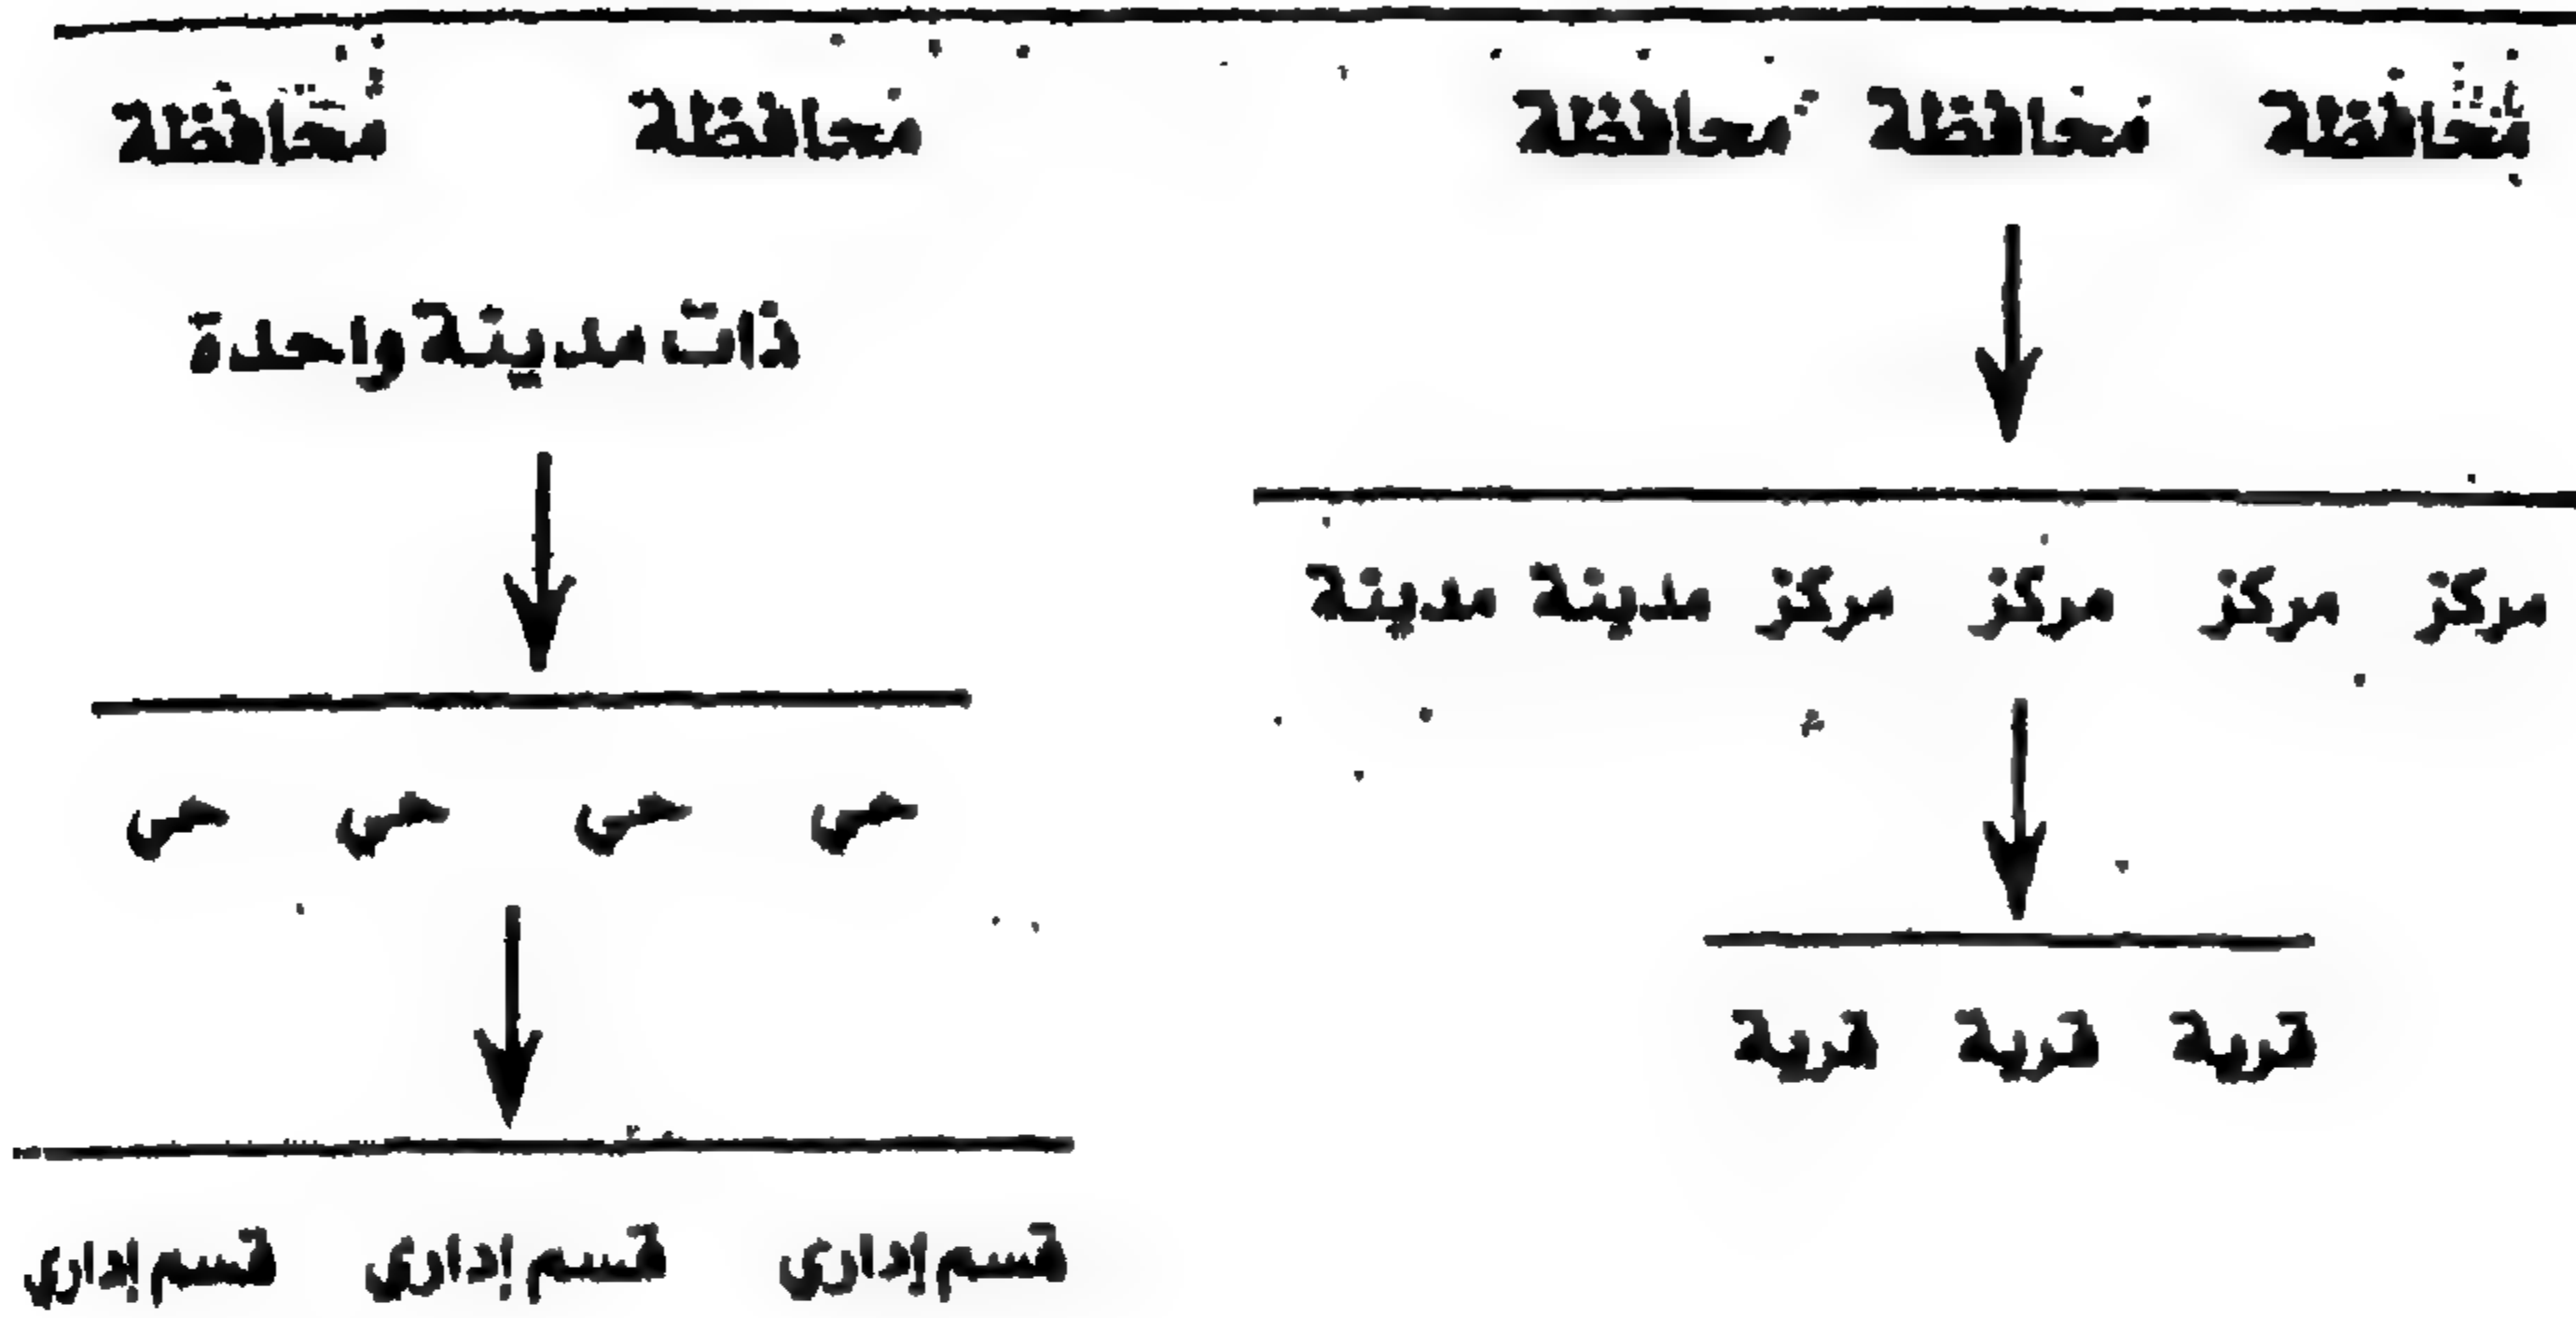 محافظة محافظة محافظة محافظة محافظة
ذات مدينة واحدة
مركز مركز مركز مركز مدينة مدينة
حي حي حي حي
قرية قرية قرية
قسم إداري قسم إداري قسم إداري